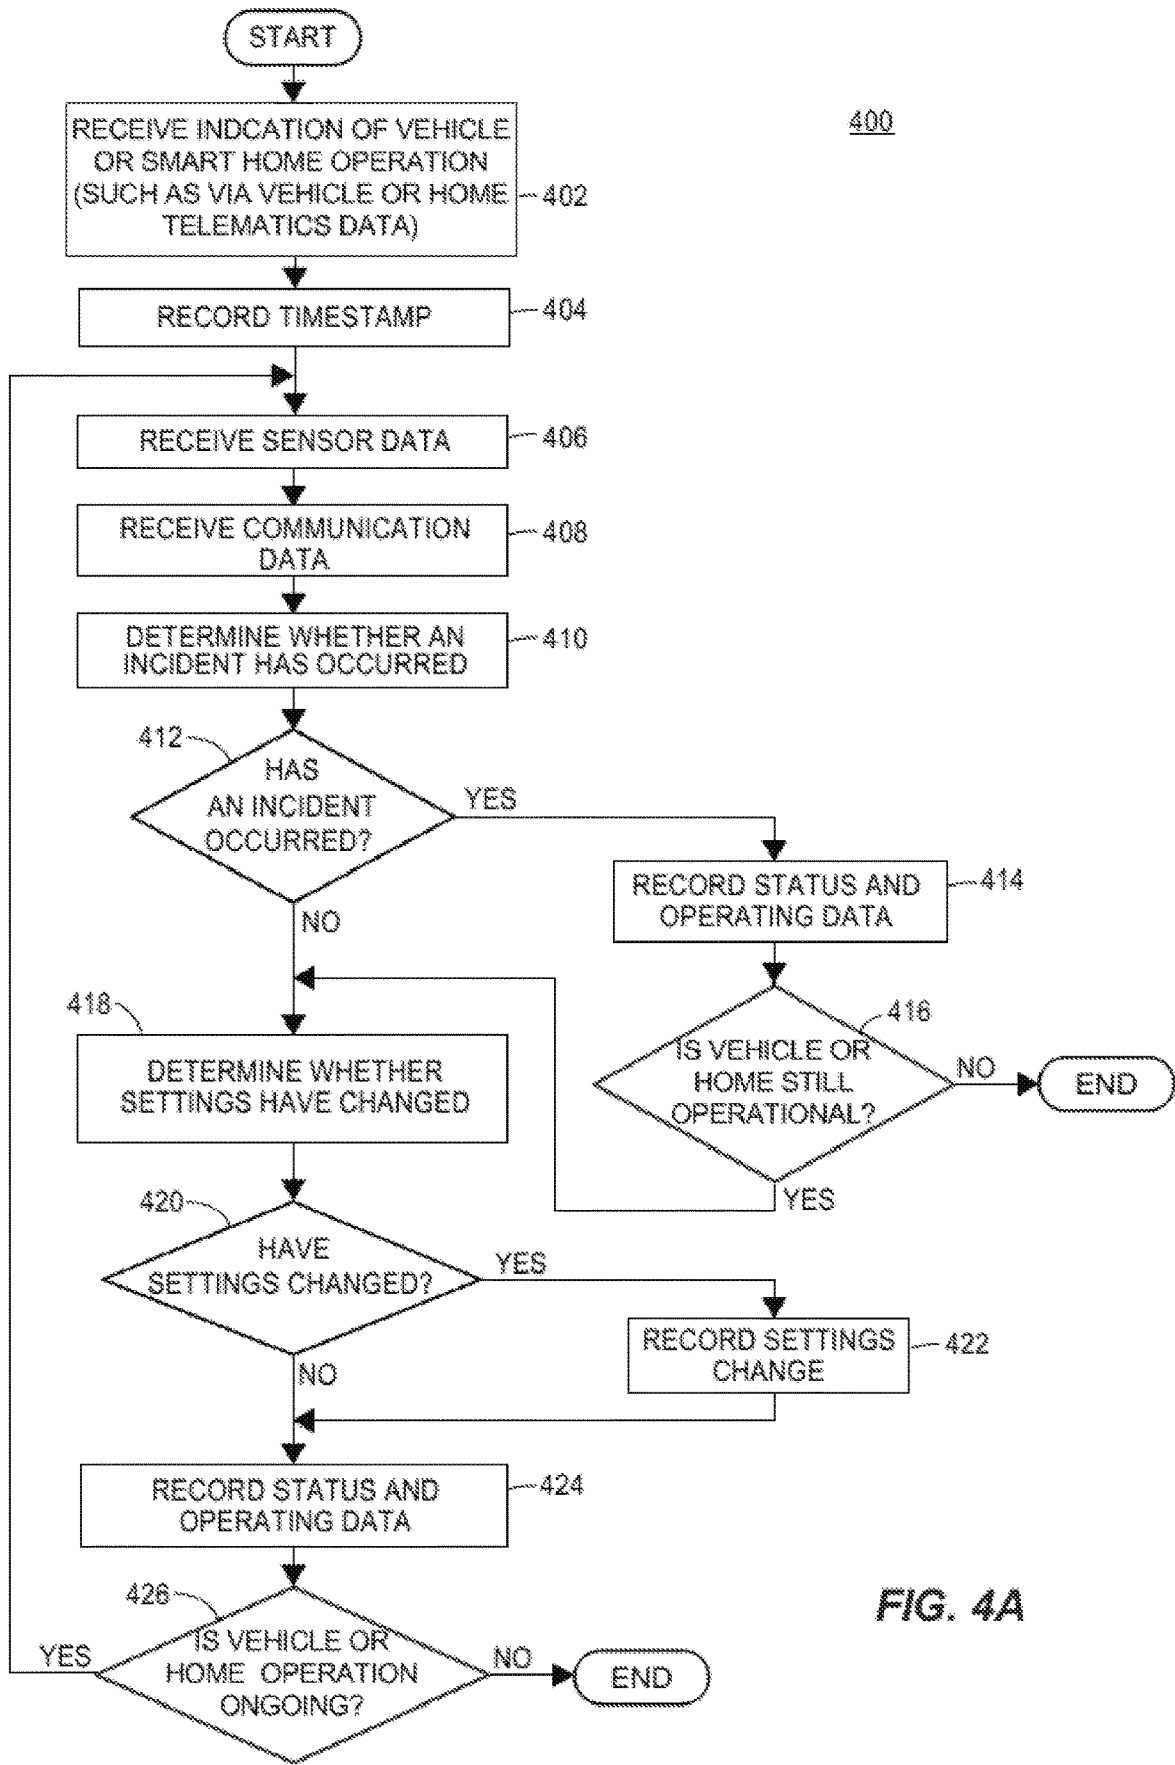 START
400
RECEIVE INDCATION OF VEHICLE
OR SMART HOME OPERATION
(SUCH AS VIA VEHICLE OR HOME
TELEMATICS DATA)
402
RECORD TIMESTAMP
404
RECEIVE SENSOR DATA
406
RECEIVE COMMUNICATION
DATA
408
DETERMINE WHETHER AN
INCIDENT HAS OCCURRED
410
412
HAS
AN INCIDENT
OCCURRED?
YES
NO
RECORD STATUS AND
OPERATING DATA
414
416
IS VEHICLE OR
HOME STILL
OPERATIONAL?
NO
END
YES
418
DETERMINE WHETHER
SETTINGS HAVE CHANGED
420
HAVE
SETTINGS CHANGED?
YES
NO
RECORD SETTINGS
CHANGE
422
RECORD STATUS AND
OPERATING DATA
424
426
IS VEHICLE OR
HOME OPERATION
ONGOING?
YES
NO
END
FIG. 4A